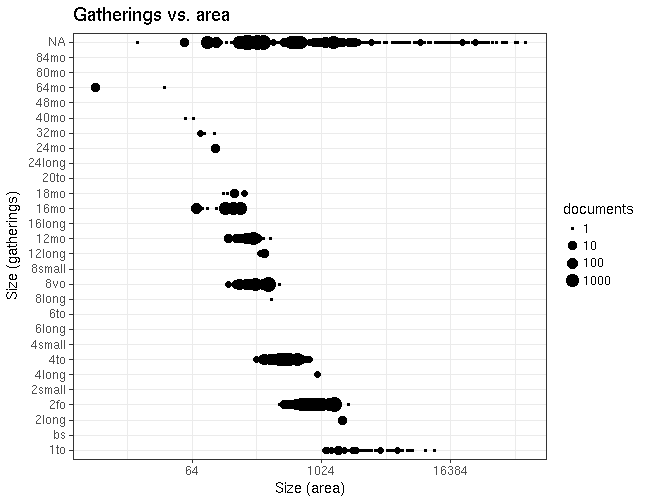 Gatherings vs. area
NA
84mo
80mo
64mo
48mo
40mo
32mo
24mo
24long
20to
18mo
16mo
16long
12mo
12long
8small
8vo
8long
6to
6long
4small
4to
4long
2small
2fo
2long
bs
1to
Size (gatherings)
64
1024
16384
Size (area)
documents
1
10
100
1000